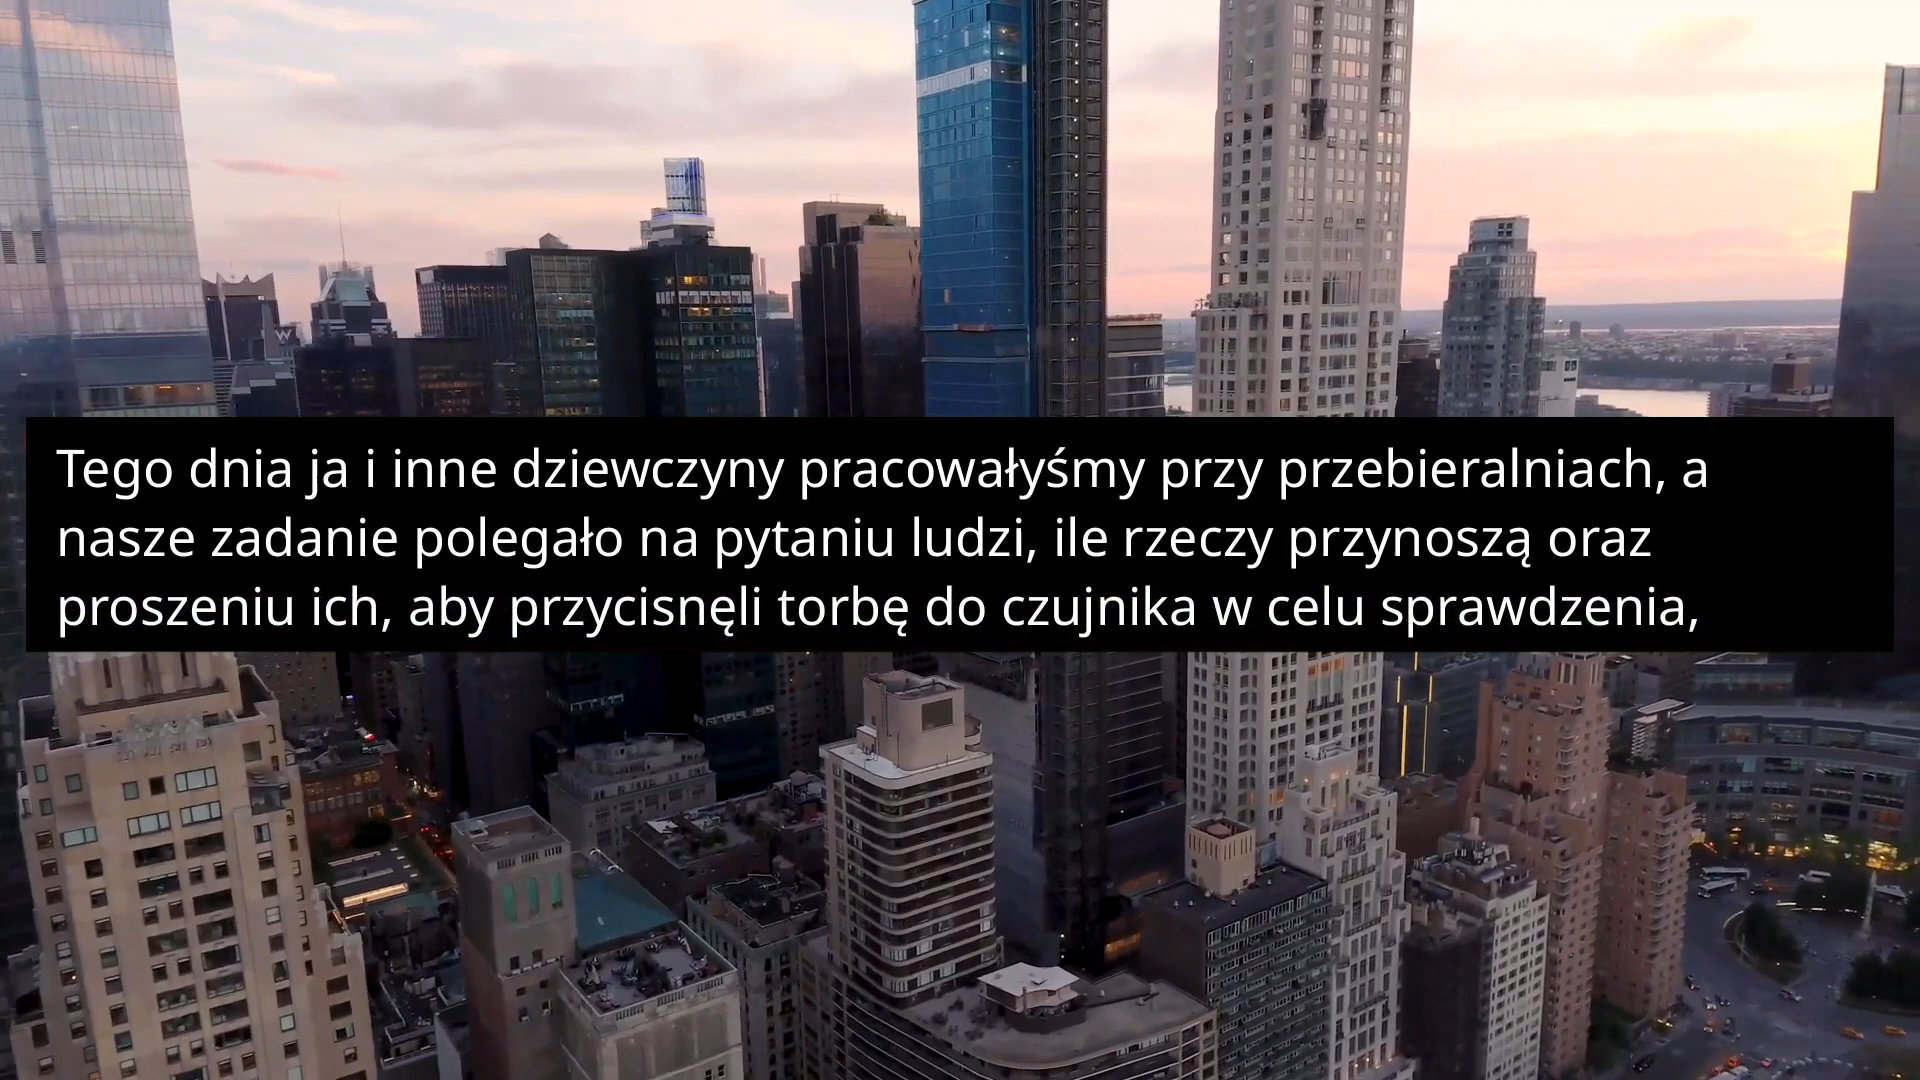 Tego dnia ja i inne dziewczyny pracowałyśmy przy przebieralniach, a
nasze zadanie polegało na pytaniu ludzi, ile rzeczy przynoszą oraz
proszeniu ich, aby przycisnęli torbę do czujnika w celu sprawdzenia,